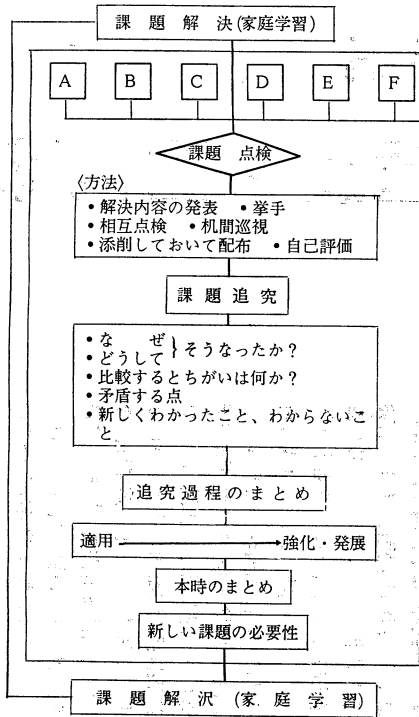 課題解決(家庭学習)
A B C D E F
課題 点検
〈方法〉
・解決内容の発表 ・挙手
・相互点検 ・机間巡視
・添削しておいて配布 ・自己評価
課題追究
・なぜ
・どうして}そうなったか?
・比較するとちがいは何か?
・矛盾する点
・新しくわかったこと、わからないこ
と
追究過程のまとめ
適用→強化・発展
本時のまとめ
新しい課題の必要性
課題解沢(家庭学習)